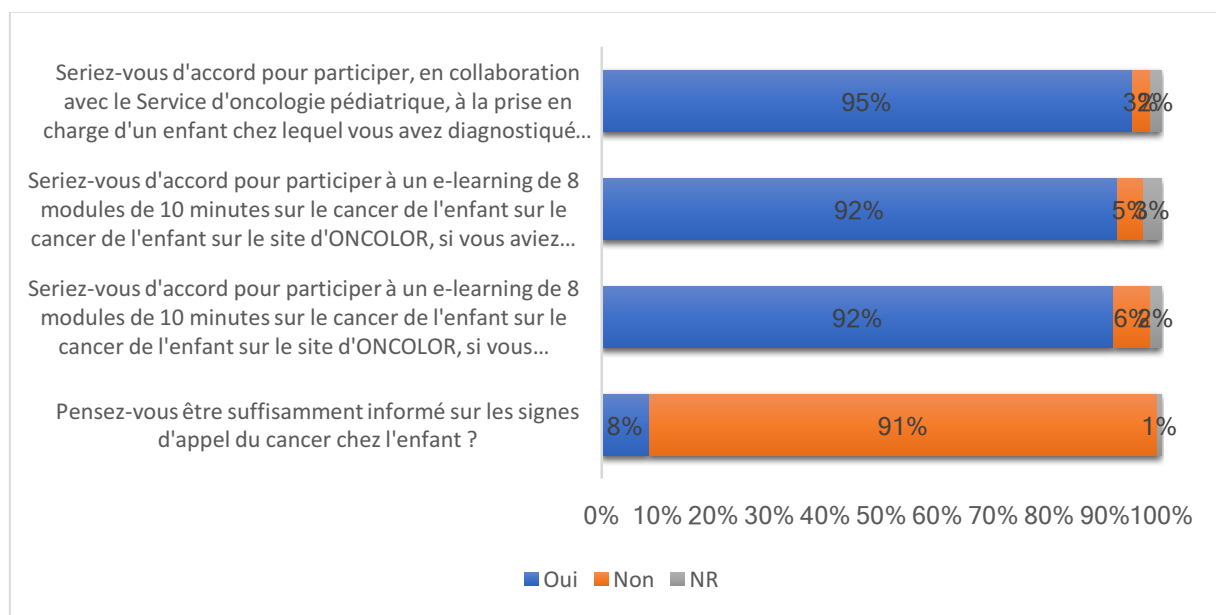 Seriez-vous d'accord pour participer, en collaboration
avec le Service d'oncologie pédiatrique, à la prise en
charge d'un enfant chez lequel vous avez diagnostiqué...
95% 3% 2%
Seriez-vous d'accord pour participer à un e-learning de 8
modules de 10 minutes sur le cancer de l'enfant sur le
cancer de l'enfant sur le site d'ONCOLOR, si vous aviez...
92% 5% 3%
Seriez-vous d'accord pour participer à un e-learning de 8
modules de 10 minutes sur le cancer de l'enfant sur le
cancer de l'enfant sur le site d'ONCOLOR, si vous...
92% 6% 2%
Pensez-vous être suffisamment informé sur les signes
d'appel du cancer chez l'enfant ?
8% 91% 1%
0% 10% 20% 30% 40% 50% 60% 70% 80% 90% 100%
Oui Non NR